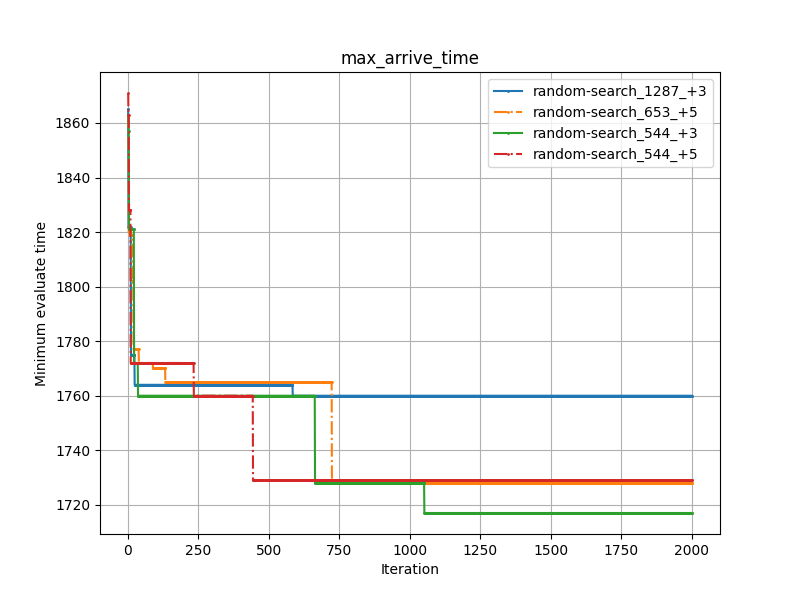 max_arrive_time
random-search_1287_+3
random-search_653_+5
random-search_544_+3
random-search_544_+5
Minimum evaluate time
1860
1840
1820
1800
1780
1760
1740
1720
0 250 500 750 1000 1250 1500 1750 2000
Iteration